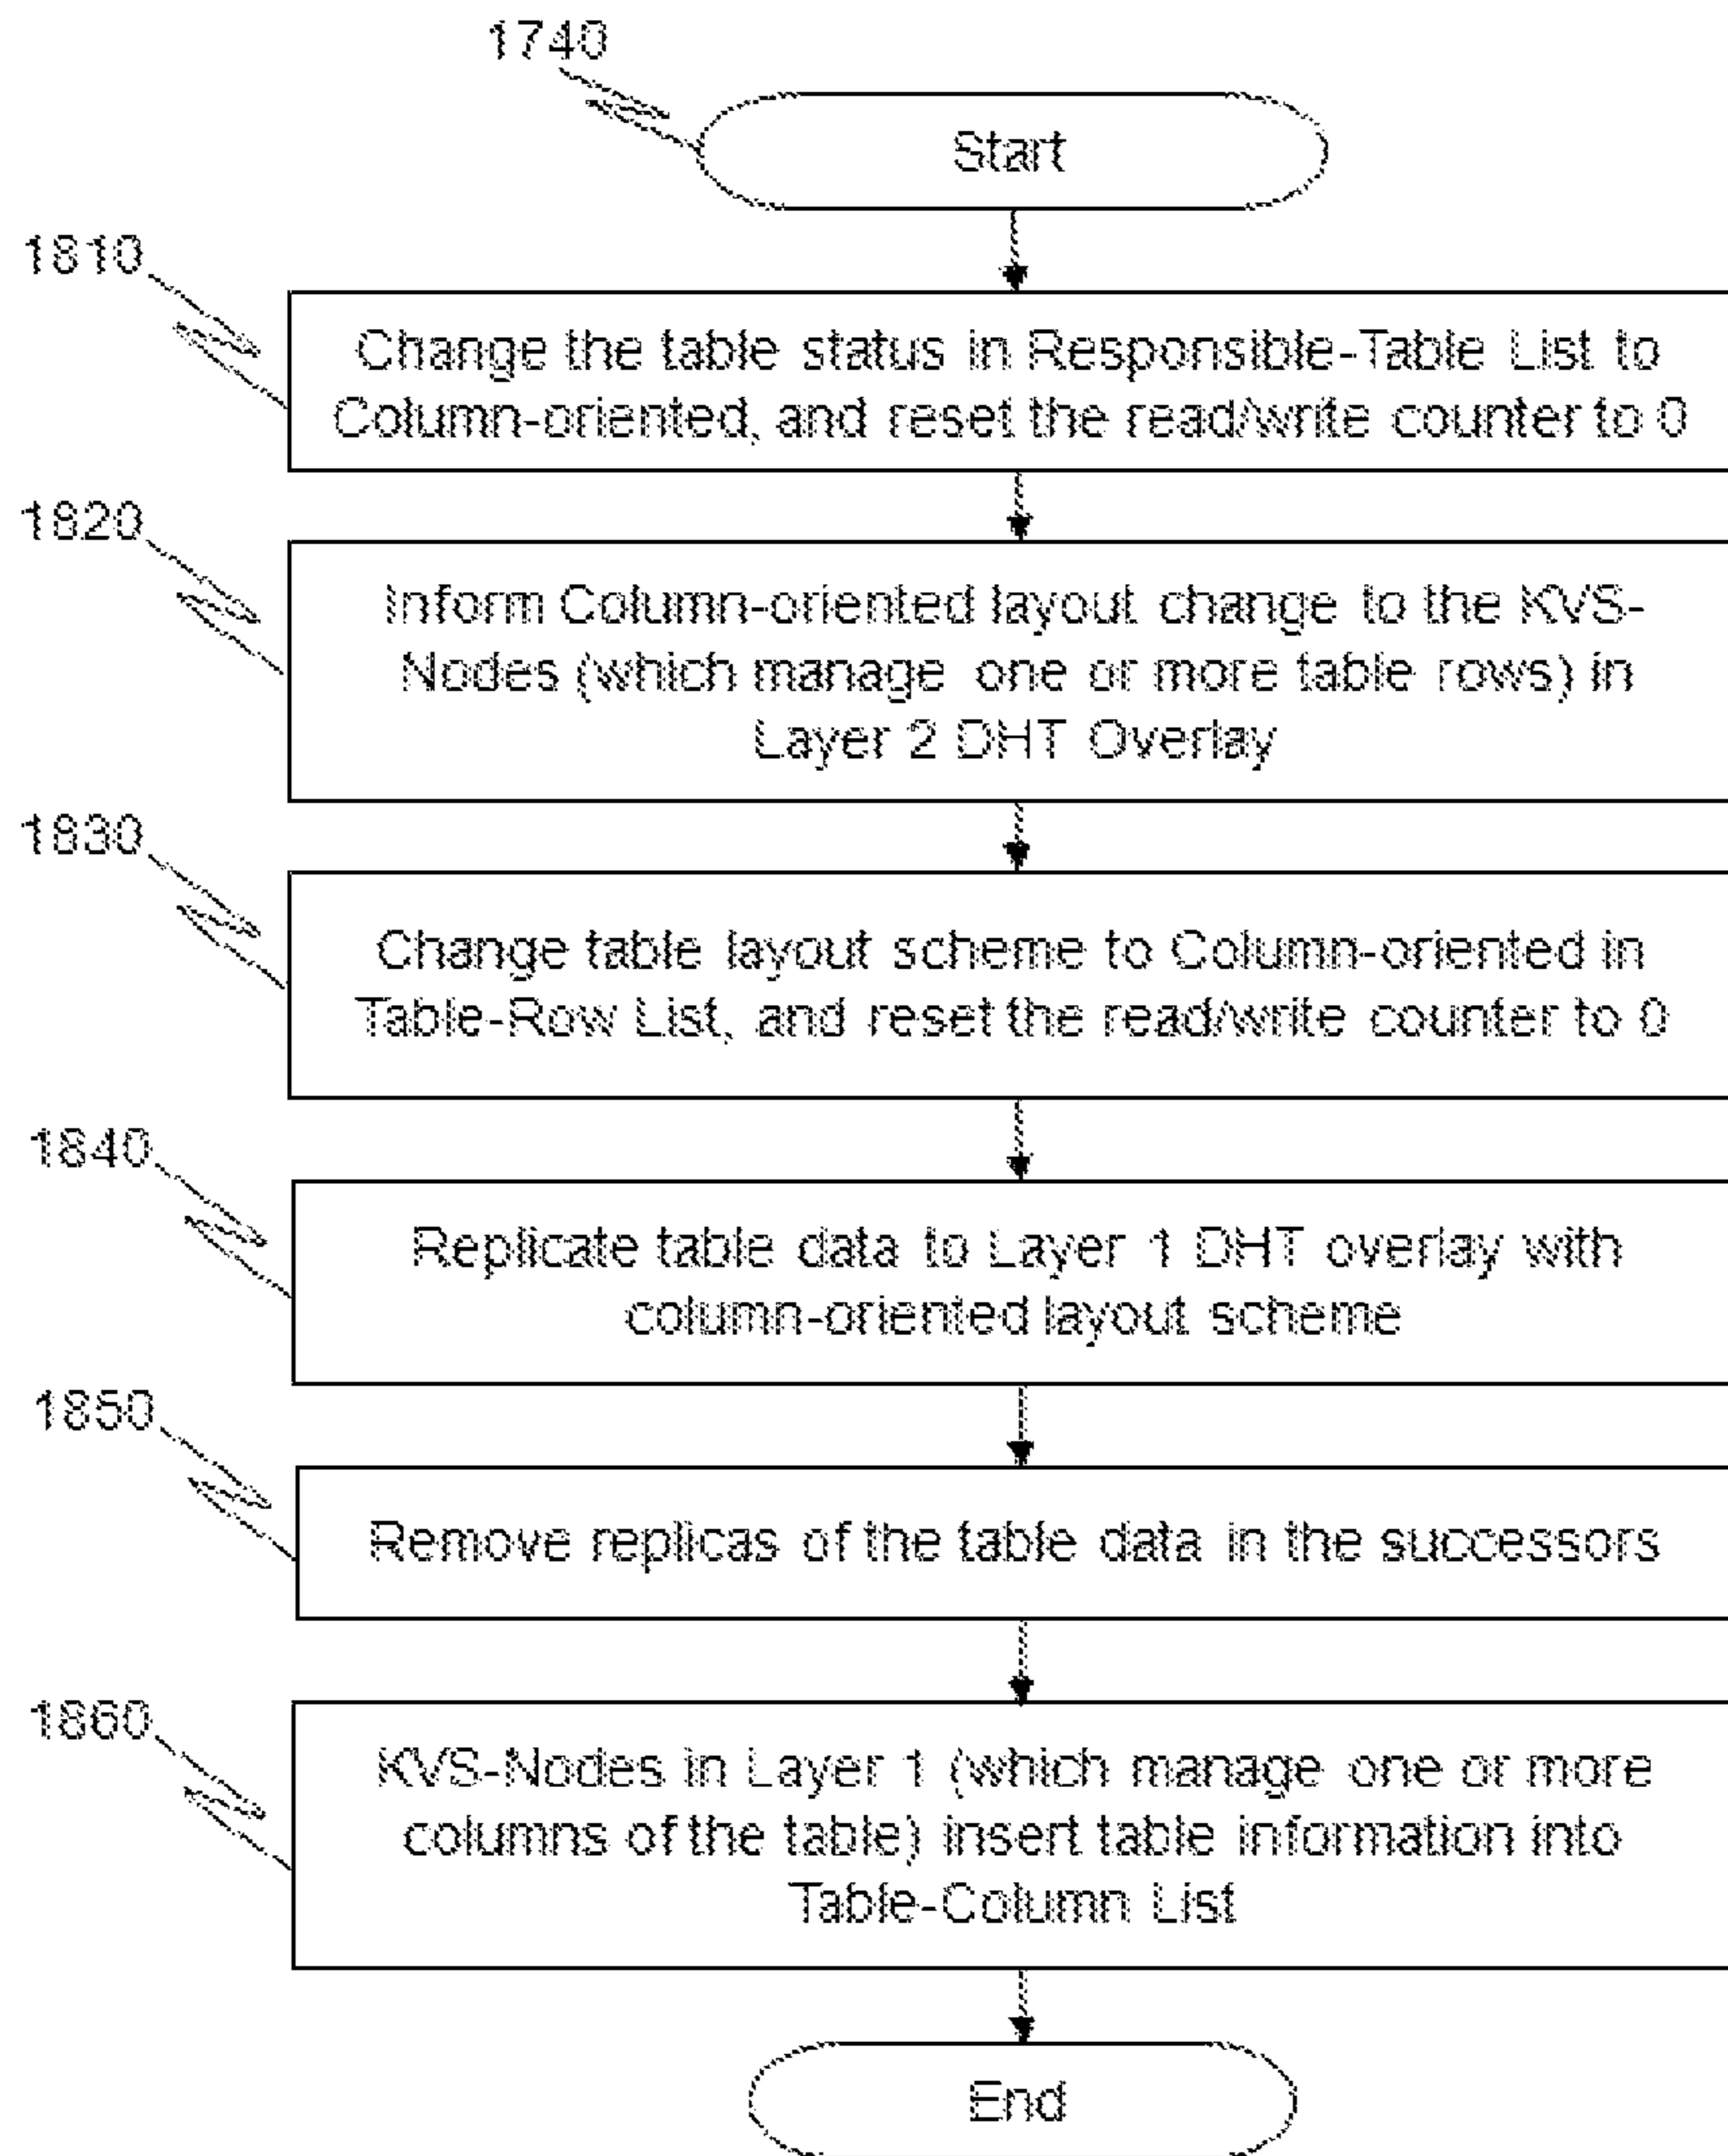 1740
Start
1810
Change the table status in Responsible-Table List to
Column-oriented, and reset the read/write counter to 0
1820
Inform Column-oriented layout change to the KVS-
Nodes (which manage one or more table rows) in
Layer 2 DHT Overlay
1830
Change table layout scheme to Column-oriented in
Table-Row List, and reset the read/write counter to 0
1840
Replicate table data to Layer 1 DHT overlay with
column-oriented layout scheme
1850
Remove replicas of the table data in the successors
1860
KVS-Nodes in Layer 1 (which manage one or more
columns of the table) insert table information into
Table-Column List
End